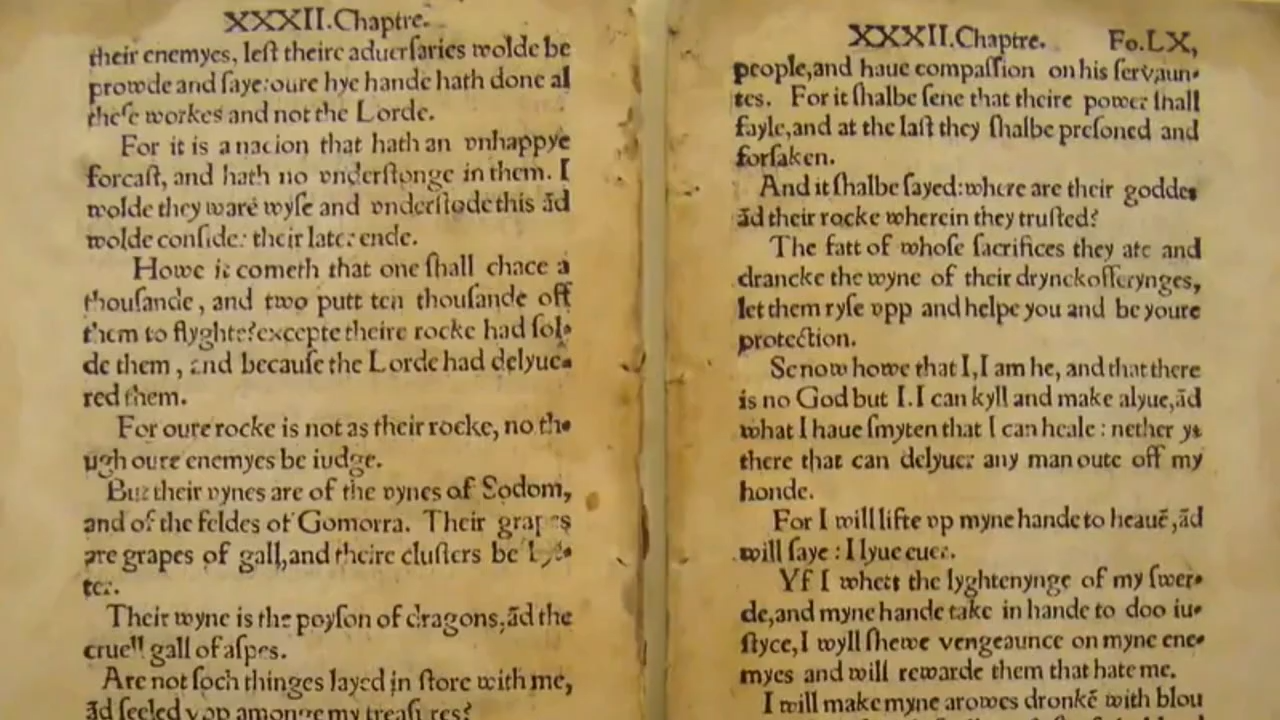 XXXII.Chaptre.
their enemyes, leſt theire aduerſaries wolde be
prowde and ſaye:oure hye hande hath done al
theſe workes and not the Lorde.
For it is a nacion that hath an vnhappye
forcaſt, and hath no vnderſtonge in them. I
wolde they ware wyſe and vnderſtode this ād
wolde conſider their later ende.
Howe it cometh that one ſhall chace a
thouſande, and two putt ten thouſande off
them to flyghte?excepte theire rocke had ſol-
de them, and becauſe the Lorde had delyue-
red them.
For oure rocke is not as their rocke, no tho-
ugh oure enemyes be iudge.
But their vynes are of the vynes of Sodom,
and of the feldes of Gomorra. Their grapes
are grapes of gall,and theire cluſters be
ter.
Their wyne is the poyſon of dragons,ād the
cruell gall of aſpes.
Are not ſoch thinges layed in ſtore with me,
ād ſeeled vpp amonge my treaſures?
XXXII.Chaptre. Fo.LX,
people,and haue compaſſion on his ſervaun-
tes. For it ſhalbe ſene that theire power ſhall
fayle,and at the laſt they ſhalbe preſoned and
forſaken.
And it ſhalbe ſayed:where are their goddes
ād their rocke wherein they truſted?
The fatt of whoſe ſacrifices they ate and
drancke the wyne of their drynckofferynges,
let them ryſe vpp and helpe you and be youre
protection.
Se now howe that I,I am he, and that there
is no God but I.I can kyll and make alyue,ād
what I haue ſmyten that I can heale: nether ys
there that can delyuer any man oute off my
honde.
For I will lifte vp myne hande to heauē,ād
will ſaye: I lyue euer.
Yf I whett the lyghtenynge of my ſwer-
de,and myne hande take in hande to doo iu-
ſtyce,I wyll ſhewe vengeaunce on myne ene-
myes and will rewarde them that hate me.
I will make myne arowes dronkē with blou